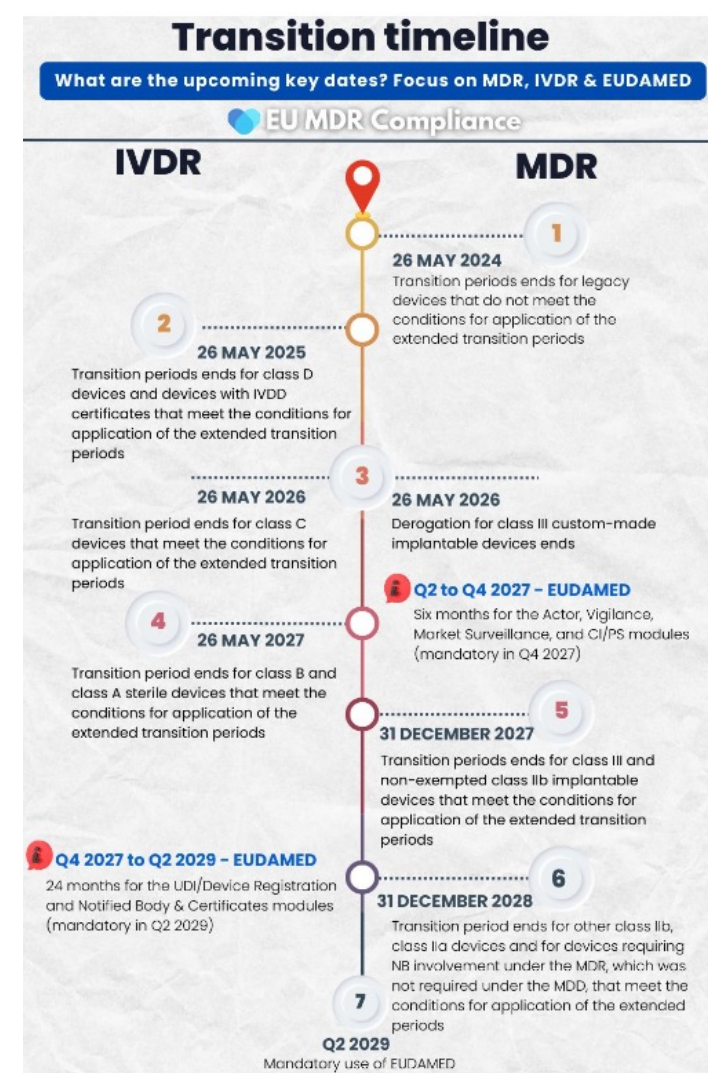 Transition timeline
What are the upcoming key dates? Focus on MDR, IVDR & EUDAMED
EU MDR Compliance
IVDR
MDR
1
26 MAY 2024
Transition periods ends for legacy
devices that do not meet the
conditions for application of the
extended transition periods
2
26 MAY 2025
Transition periods ends for class D
devices and devices with IVDD
certificates that meet the conditions for
application of the extended transition
periods
3
26 MAY 2026
Transition period ends for class C
devices that meet the conditions for
application of the extended transition
periods
26 MAY 2026
Derogation for class III custom-made
implantable devices ends
Q2 to Q4 2027 - EUDAMED
Six months for the Actor, Vigilance,
Market Surveillance, and CI/PS modules
(mandatory in Q4 2027)
4
26 MAY 2027
Transition period ends for class B and
class A sterile devices that meet the
conditions for application of the
extended transition periods
5
31 DECEMBER 2027
Transition periods ends for class III and
non-exempted class IIb implantable
devices that meet the conditions for
application of the extended transition
periods
Q4 2027 to Q2 2029 - EUDAMED
24 months for the UDI/Device Registration
and Notified Body & Certificates modules
(mandatory in Q2 2029)
6
31 DECEMBER 2028
Transition period ends for other class IIb,
class IIa devices and for devices requiring
NB involvement under the MDR, which was
not required under the MDD, that meet the
conditions for application of the extended
periods
7
Q2 2029
Mandatory use of EUDAMED